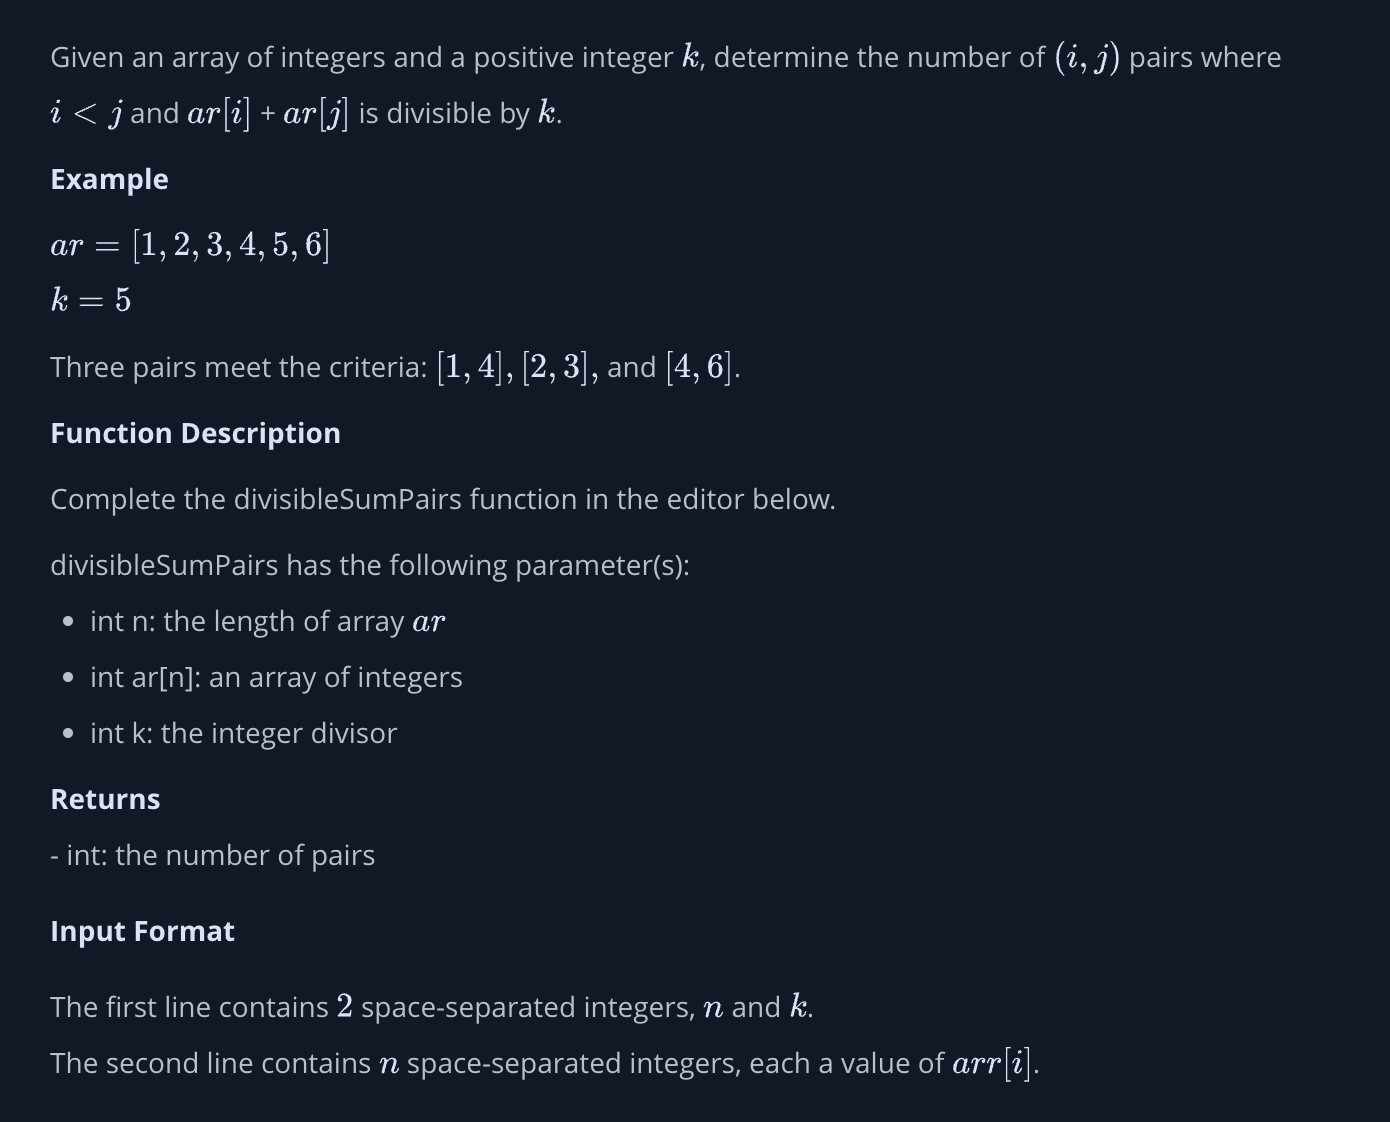 Given an array of integers and a positive integer k, determine the number of (i, j) pairs where
i < j and ar[i] + ar[j] is divisible by k.
Example
ar = [1, 2, 3, 4, 5, 6]
k = 5
Three pairs meet the criteria: [1, 4], [2, 3], and [4, 6].
Function Description
Complete the divisibleSumPairs function in the editor below.
divisibleSumPairs has the following parameter(s):
• int n: the length of array ar
• int ar[n]: an array of integers
• int k: the integer divisor
Returns
- int: the number of pairs
Input Format
The first line contains 2 space-separated integers, n and k.
The second line contains n space-separated integers, each a value of arr[i].